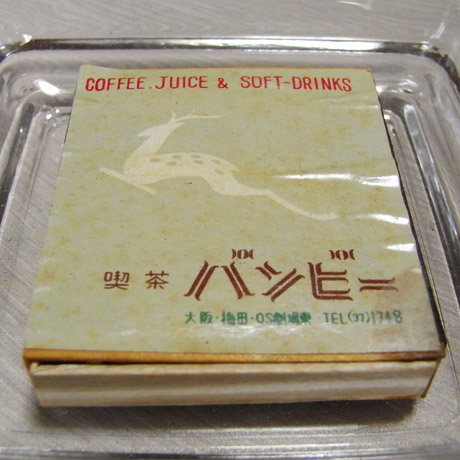 COFFEE. JUICE & SOFT-DRINKS
喫茶 バンビー
大阪・梅田・OS劇場東 TEL(37)1748